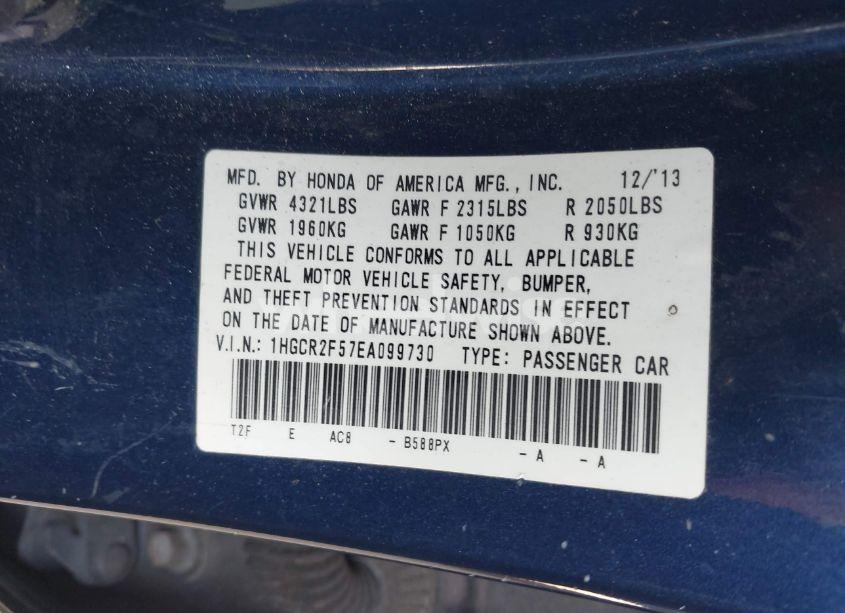 MFD. BY HONDA OF AMERICA MFG., INC. 12/'13
GVWR 4321LBS GAWR F 2315LBS R 2050LBS
GVWR 1960KG GAWR F 1050KG R 930KG
THIS VEHICLE CONFORMS TO ALL APPLICABLE
FEDERAL MOTOR VEHICLE SAFETY, BUMPER,
AND THEFT PREVENTION STANDARDS IN EFFECT
ON THE DATE OF MANUFACTURE SHOWN ABOVE.
V.I.N.: 1HGCR2F57EA099730 TYPE: PASSENGER CAR
T2F E AC8 - B588PX - A - A